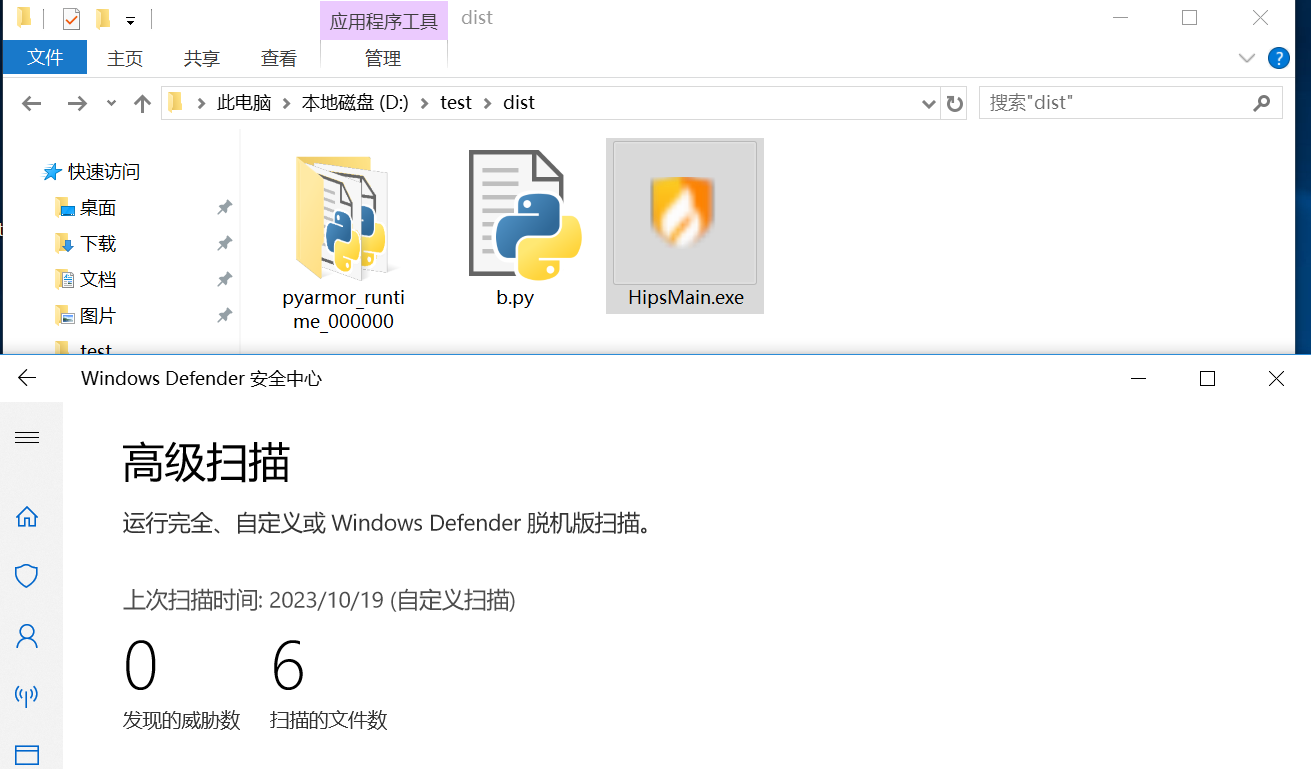 应用程序工具 dist
文件 主页 共享 查看 管理
此电脑 本地磁盘 (D:) test dist 搜索"dist"
快速访问
桌面
下载
文档
图片
test
pyarmor_runti
me_000000
b.py
HipsMain.exe
Windows Defender 安全中心
高级扫描
运行完全、自定义或 Windows Defender 脱机版扫描。
上次扫描时间: 2023/10/19 (自定义扫描)
0 6
发现的威胁数 扫描的文件数